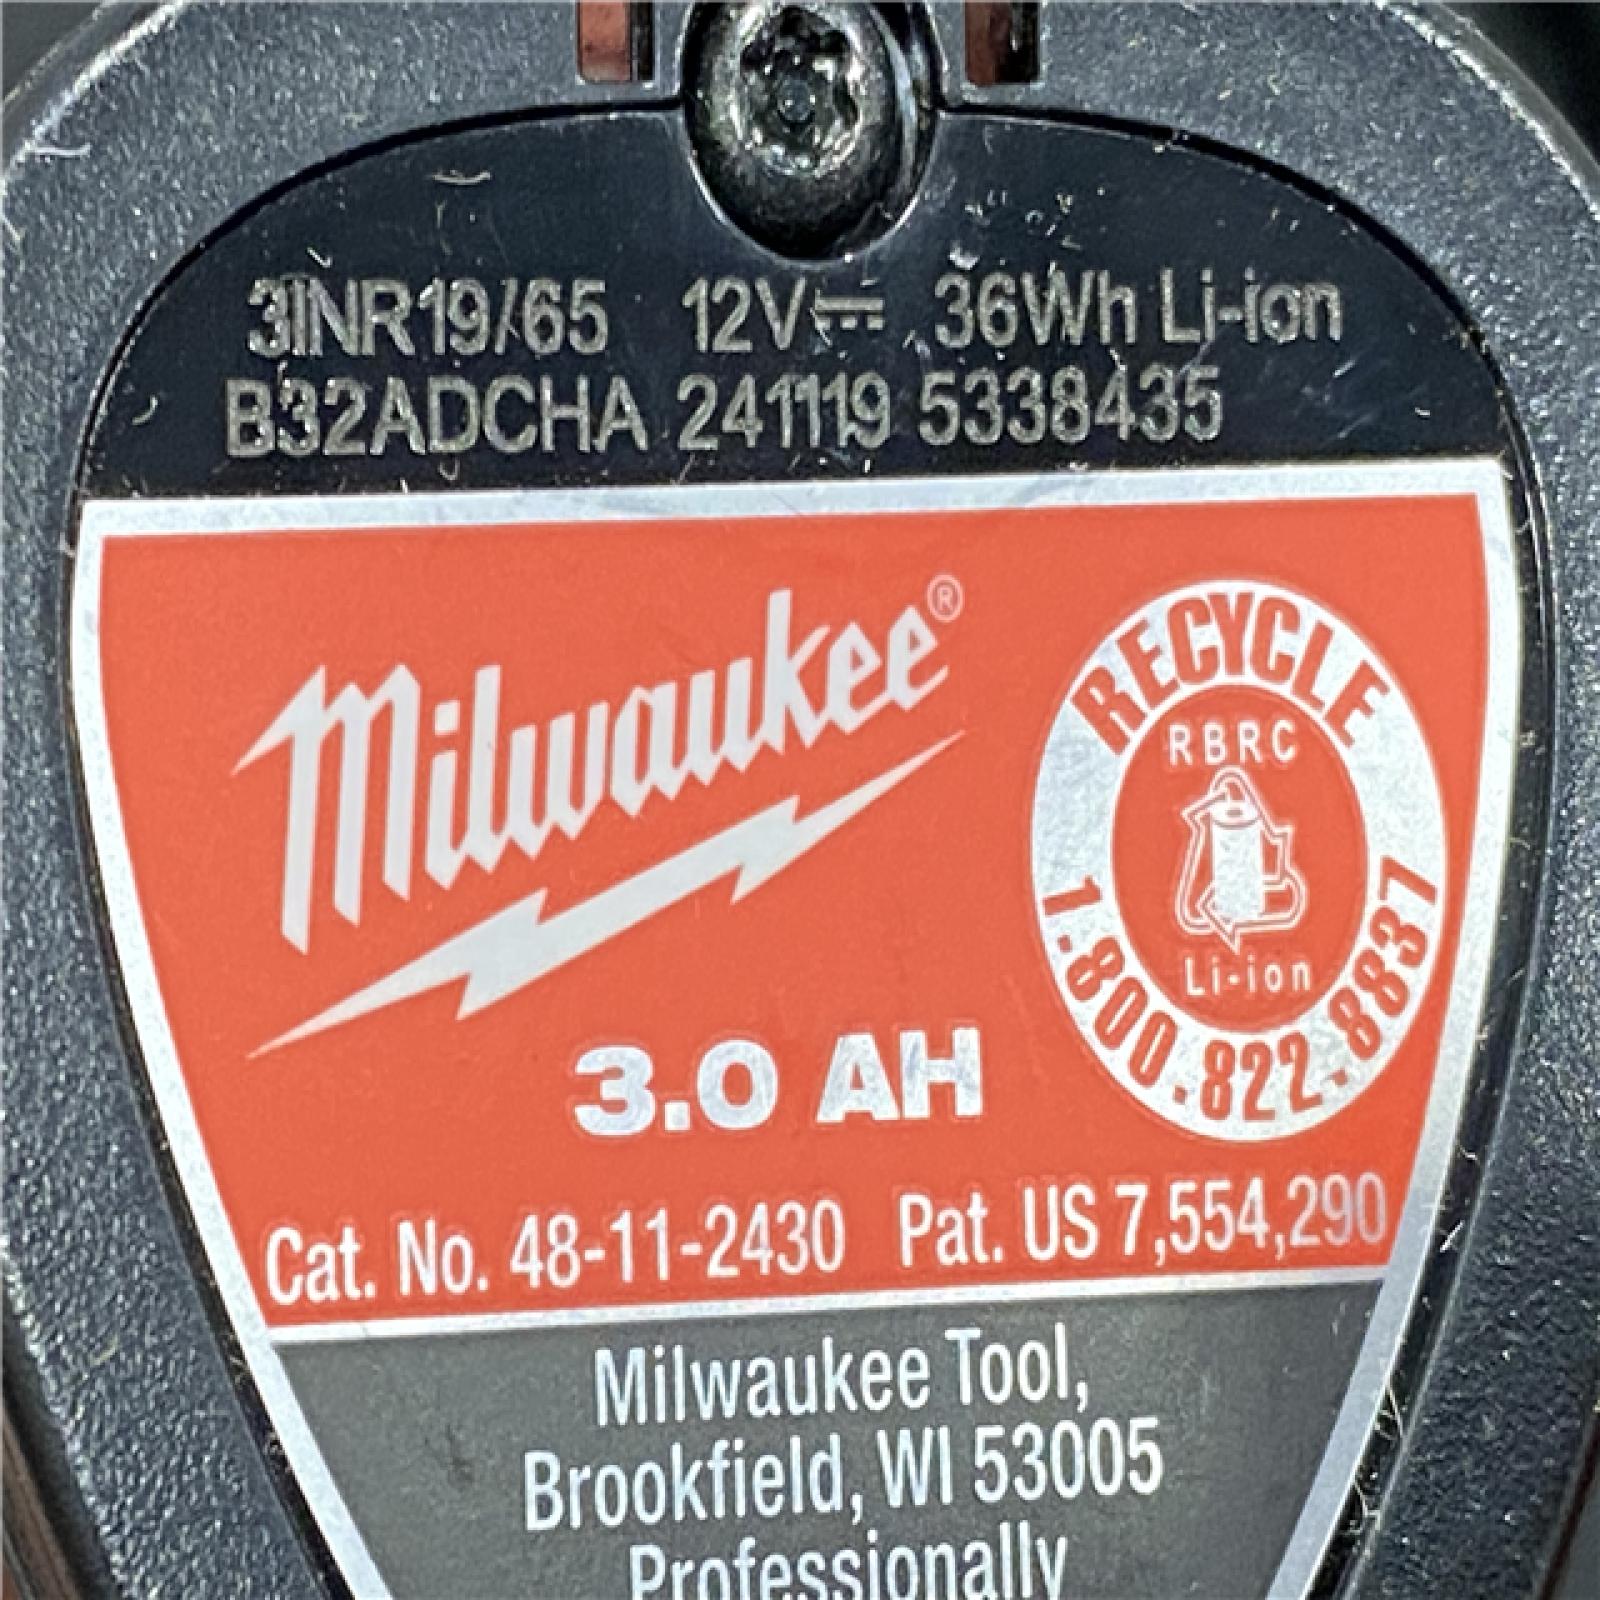 3INR19/65 12V⎓ 36Wh Li-ion
B32ADCHA 241119 5338435
Milwaukee®
RECYCLE
RBRC
Li-ion
1.800.822.8837
3.0 AH
Cat. No. 48-11-2430 Pat. US 7,554,290
Milwaukee Tool,
Brookfield, WI 53005
Professionally